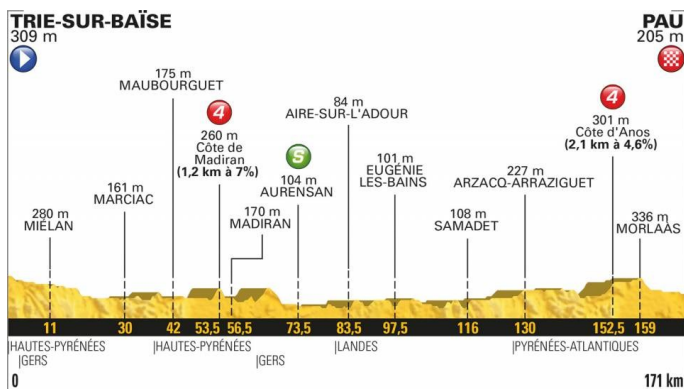 TRIE-SUR-BAÏSE
309 m
PAU
205 m
175 m
MAUBOURGUET
4
260 m
Côte de
Madiran
(1,2 km à 7%)
S
104 m
AURENSAN
84 m
AIRE-SUR-L'ADOUR
4
301 m
Côte d'Anos
(2,1 km à 4,6%)
161 m
MARCIAC
280 m
MIÉLAN
170 m
MADIRAN
101 m
EUGÉNIE
LES-BAINS
227 m
ARZACQ-ARRAZIGUET
108 m
SAMADET
336 m
MORLAÀS
11 30 42 53,5 56,5 73,5 83,5 97,5 116 130 152,5 159
HAUTES-PYRÉNÉES
GERS
HAUTES-PYRÉNÉES
GERS
LANDES
PYRÉNÉES-ATLANTIQUES
0
171 km